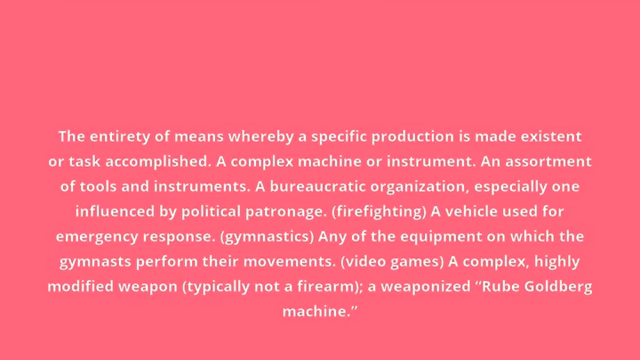 The entirety of means whereby a specific production is made existent
or task accomplished. A complex machine or instrument. An assortment
of tools and instruments. A bureaucratic organization, especially one
influenced by political patronage. (firefighting) A vehicle used for
emergency response. (gymnastics) Any of the equipment on which the
gymnasts perform their movements. (video games) A complex, highly
modified weapon (typically not a firearm); a weaponized “Rube Goldberg
machine.”